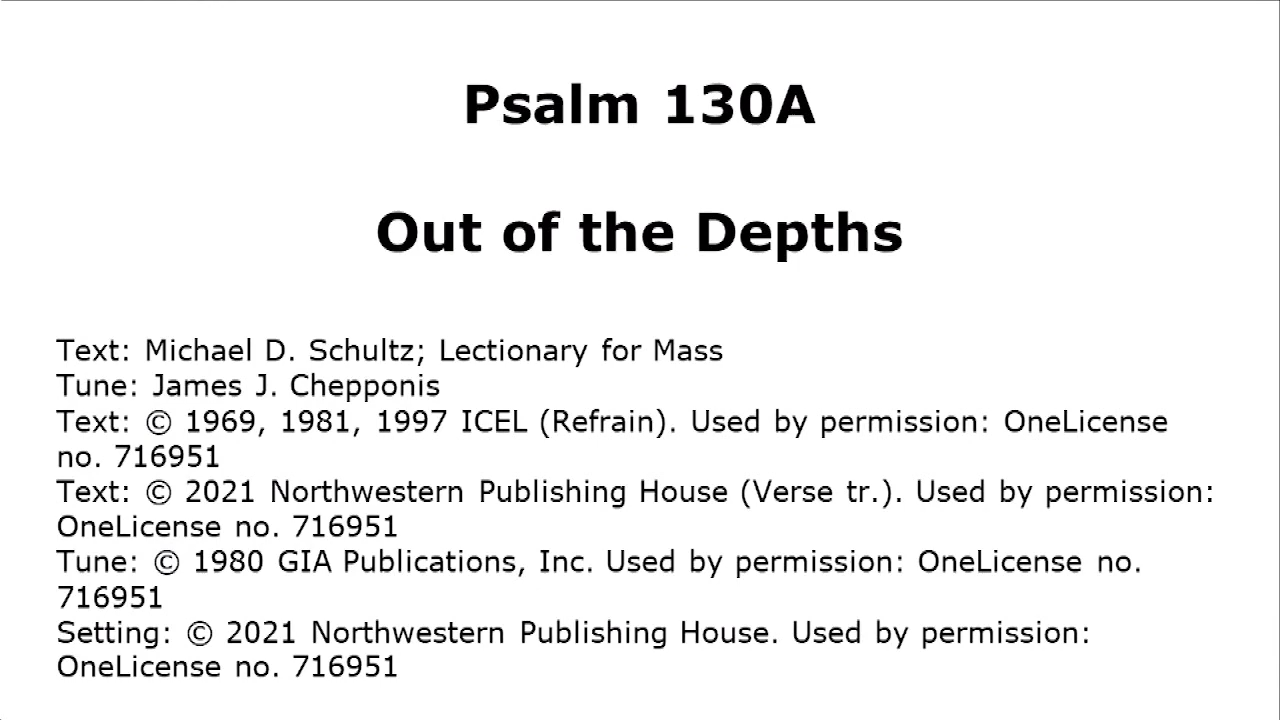 Psalm 130A
Out of the Depths
Text: Michael D. Schultz; Lectionary for Mass
Tune: James J. Chepponis
Text: © 1969, 1981, 1997 ICEL (Refrain). Used by permission: OneLicense
no. 716951
Text: © 2021 Northwestern Publishing House (Verse tr.). Used by permission:
OneLicense no. 716951
Tune: © 1980 GIA Publications, Inc. Used by permission: OneLicense no.
716951
Setting: © 2021 Northwestern Publishing House. Used by permission:
OneLicense no. 716951